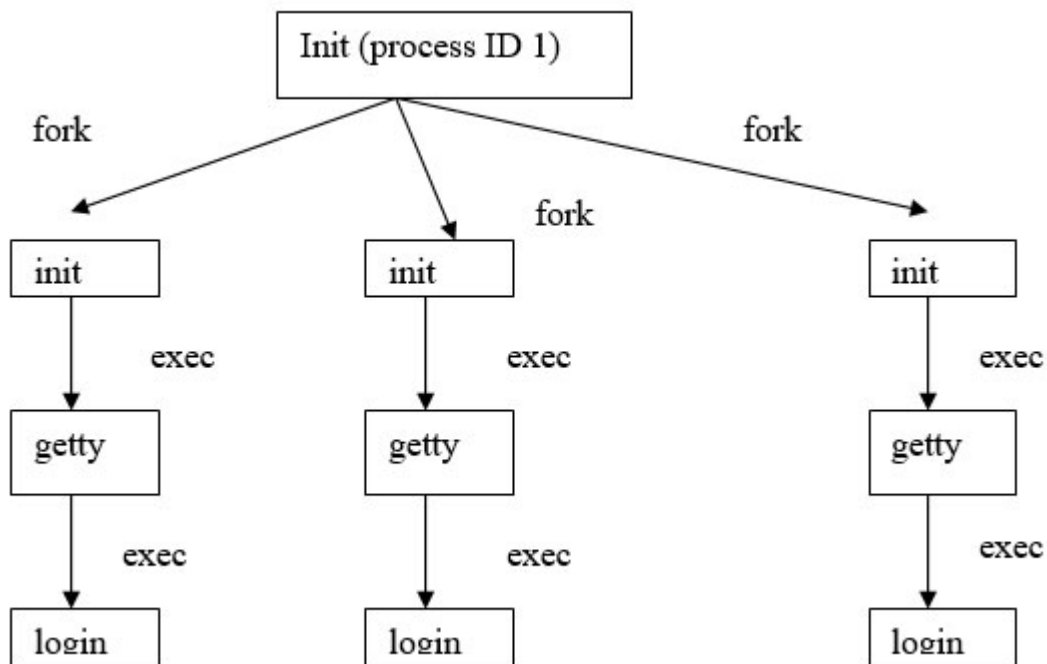 Init (process ID 1)
fork
fork
fork
init
init
init
exec
exec
exec
getty
getty
getty
exec
exec
exec
login
login
login